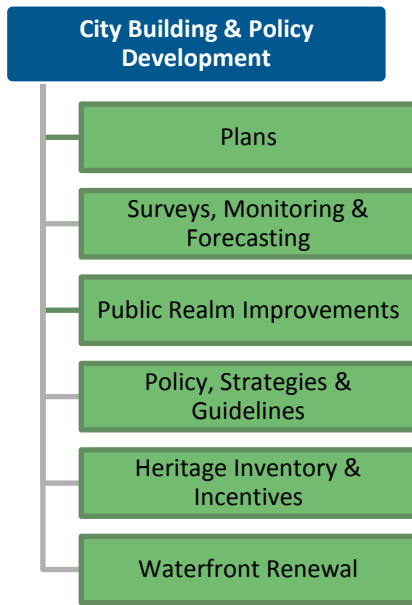 City Building & Policy
Development
Plans
Surveys, Monitoring &
Forecasting
Public Realm Improvements
Policy, Strategies &
Guidelines
Heritage Inventory &
Incentives
Waterfront Renewal